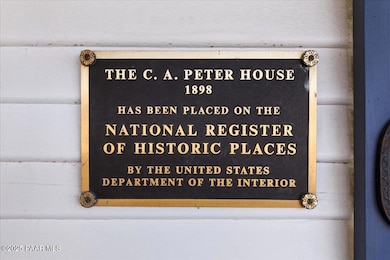 THE C. A. PETER HOUSE
1898
HAS BEEN PLACED ON THE
NATIONAL REGISTER
OF HISTORIC PLACES
BY THE UNITED STATES
DEPARTMENT OF THE INTERIOR
© 2025 PAAR MLS